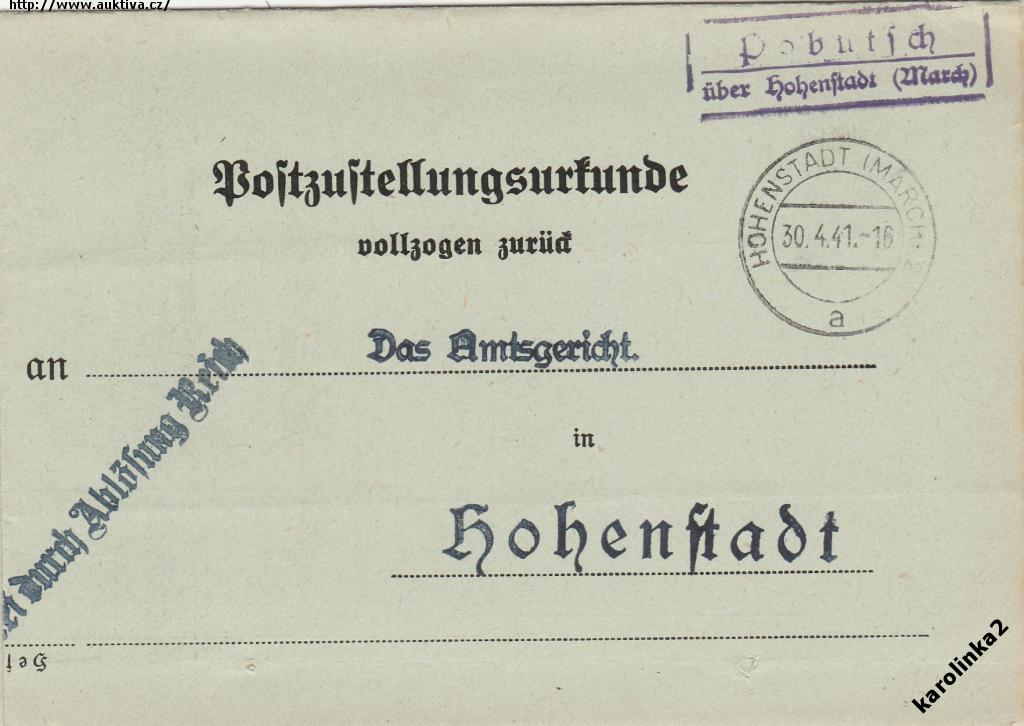 http://www.auktiva.cz/
Pobutsch
über Hohenstadt (March)
Postzustellungsurkunde
vollzogen zurück
HOHENSTADT (MARCH) 2
30.4.41.-16
a
an Das Amtsgericht.
in
Hohenstadt
durch Ablösung Reich
karolinka2